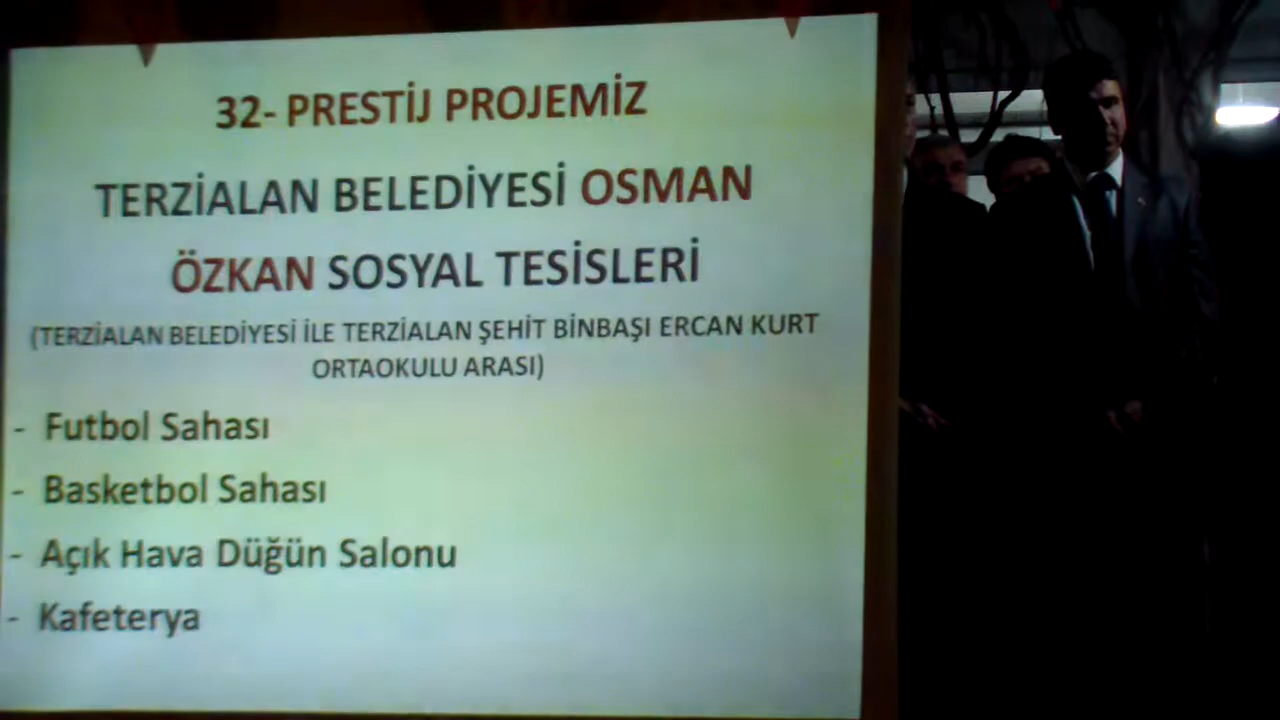 32- PRESTİJ PROJEMİZ
TERZİALAN BELEDİYESİ OSMAN
ÖZKAN SOSYAL TESİSLERİ
(TERZİALAN BELEDİYESİ İLE TERZİALAN ŞEHİT BİNBAŞI ERCAN KURT
ORTAOKULU ARASI)
- Futbol Sahası
- Basketbol Sahası
- Açık Hava Düğün Salonu
- Kafeterya